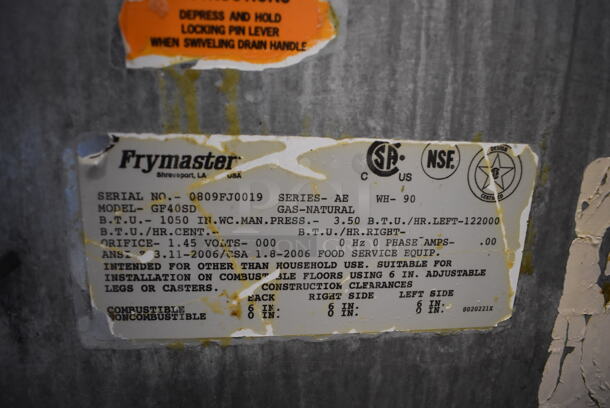 DEPRESS AND HOLD
LOCKING PIN LEVER
WHEN SWIVELING DRAIN HANDLE
Frymaster
Shreveport, LA USA
CSA
C US
NSF
SERIAL NO.- 0809FJ0019 SERIES- AE WH- 90
MODEL- GF40SD GAS-NATURAL
B.T.U.- 1050 IN.WC.MAN.PRESS.- 3.50 B.T.U./HR.LEFT-122000
B.T.U./HR.CENT.- B.T.U./HR.RIGHT-
ORIFICE- 1.45 VOLTS- 000 0 Hz 0 PHASE AMPS- .00
ANSI 3.11-2006/CSA 1.8-2006 FOOD SERVICE EQUIP.
INTENDED FOR OTHER THAN HOUSEHOLD USE. SUITABLE FOR
INSTALLATION ON COMBUS BLE FLOORS USING 6 IN. ADJUSTABLE
LEGS OR CASTERS. CONSTRUCTION CLEARANCES
BACK RIGHT SIDE LEFT SIDE
COMBUSTIBLE 6 IN. 6 IN. 6 IN.
NONCOMBUSTIBLE 0 IN. 0 IN. 0 IN.
8020221X